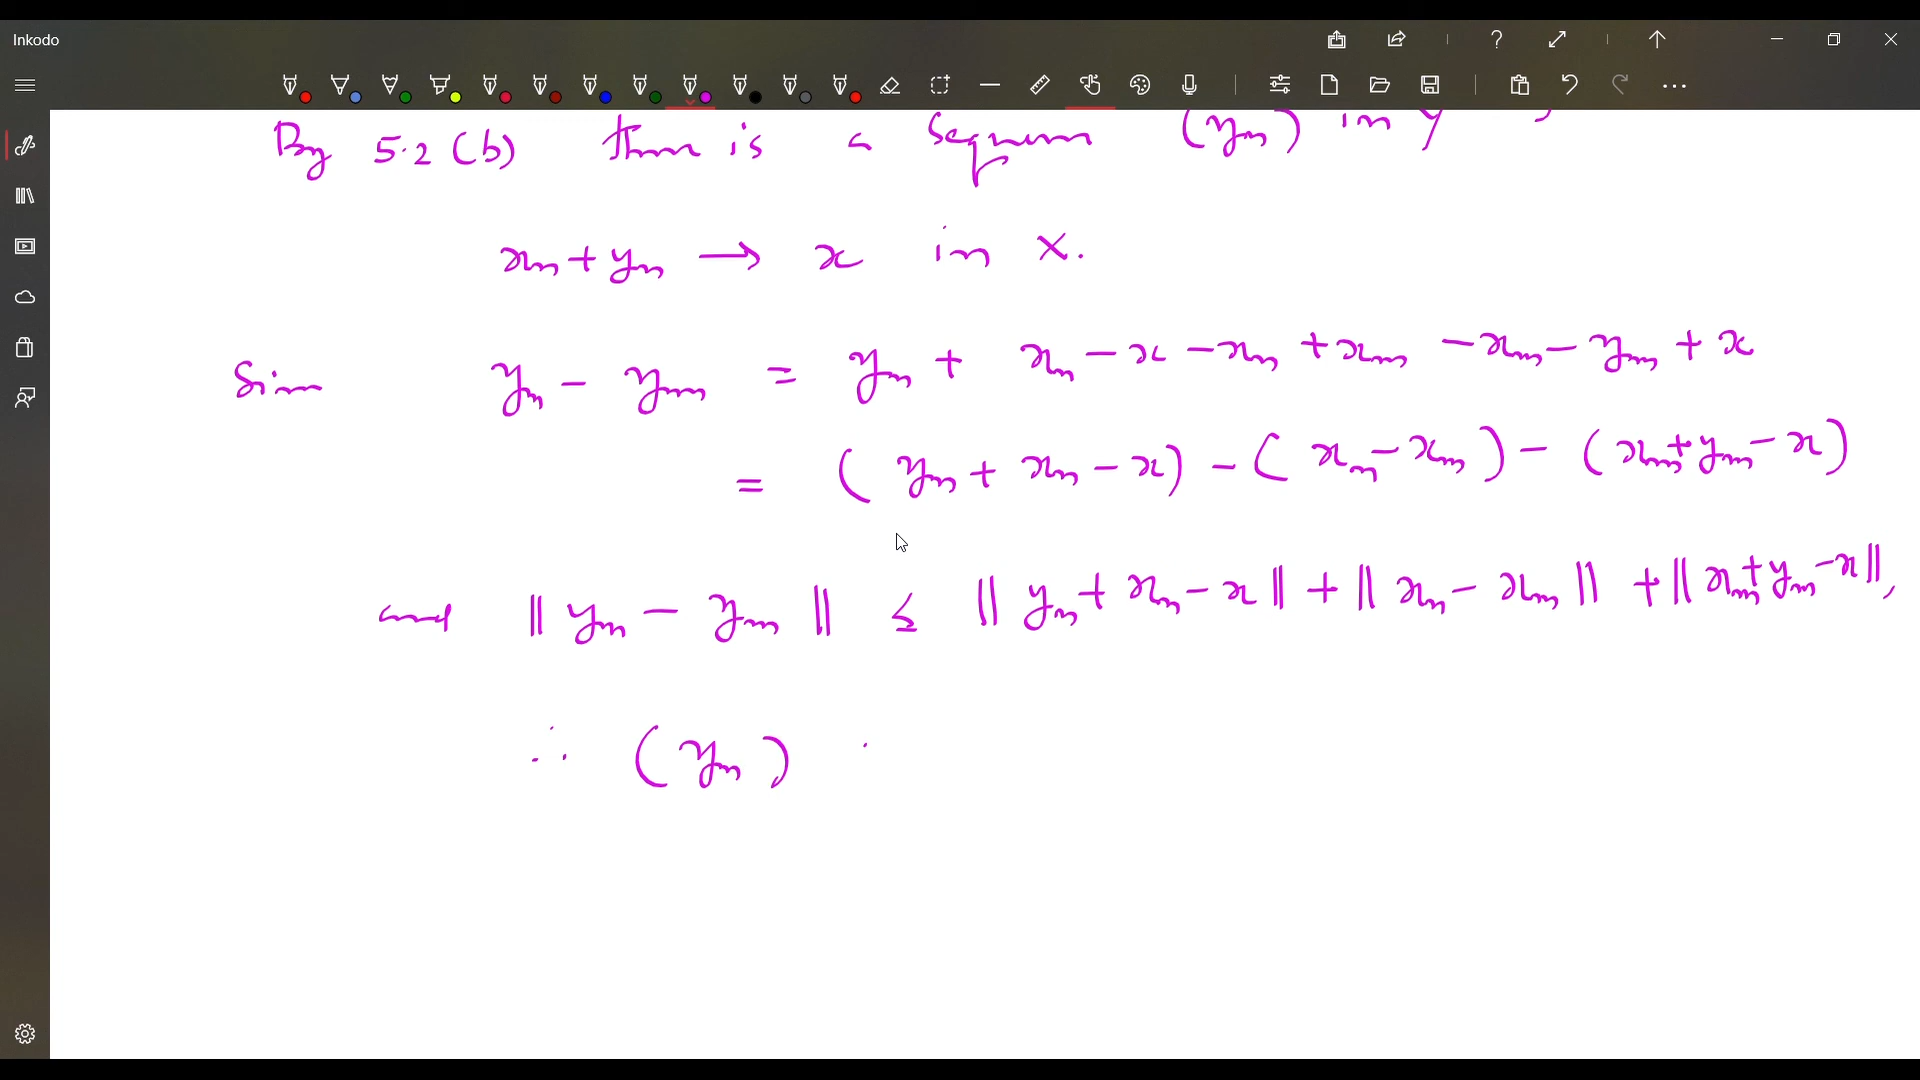 Inkodo
By 5.2 (b) there is a sequence (yₙ) in Y
xₙ + yₙ → x in X.
Since yₙ - yₘ = yₙ + xₙ - x - xₙ + xₘ - xₘ - yₘ + x
= (yₙ + xₙ - x) - (xₙ - xₘ) - (xₘ + yₘ - x)
and ‖ yₙ - yₘ ‖ ≤ ‖ yₙ + xₙ - x ‖ + ‖ xₙ - xₘ ‖ + ‖ xₘ + yₘ - x ‖,
∴ (yₙ)